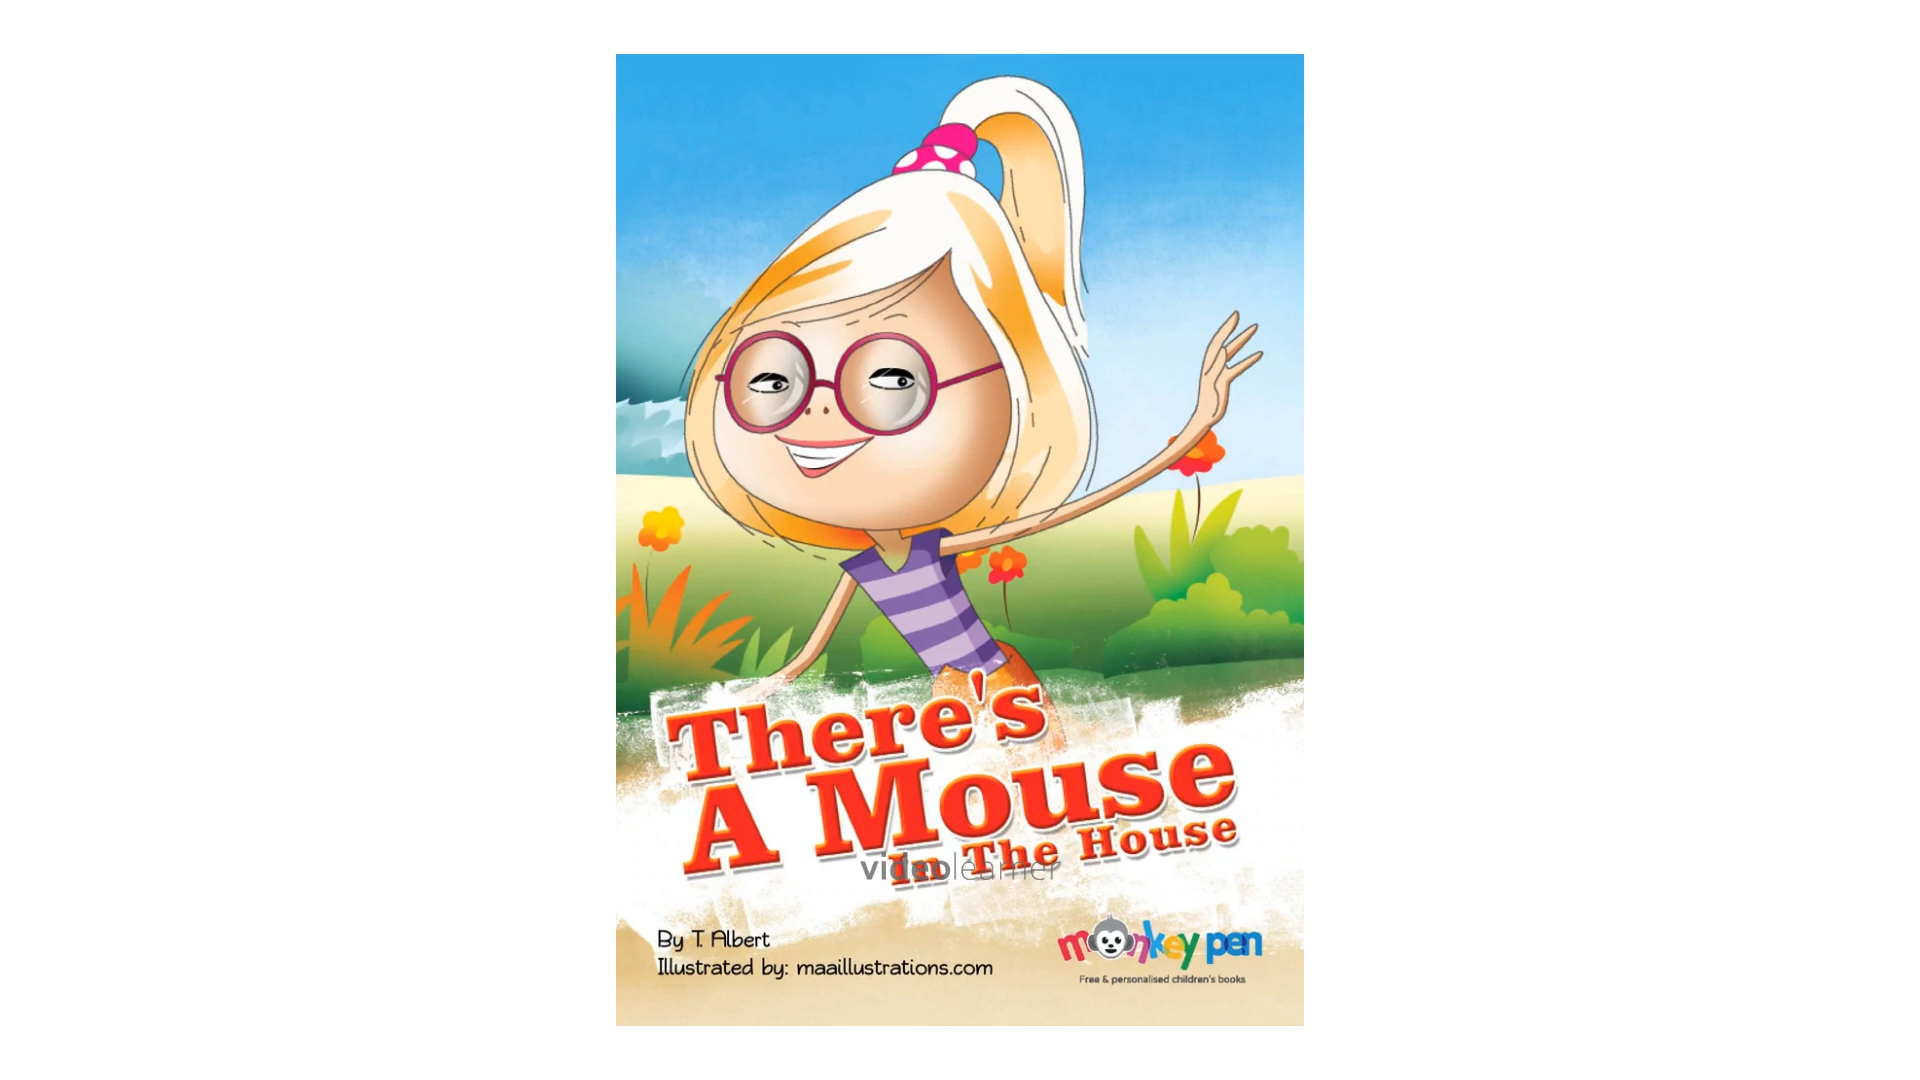 There's
A Mouse
In The House
videolearner
By T. Albert
Illustrated by: maaillustrations.com
monkey pen
Free & personalised children's books